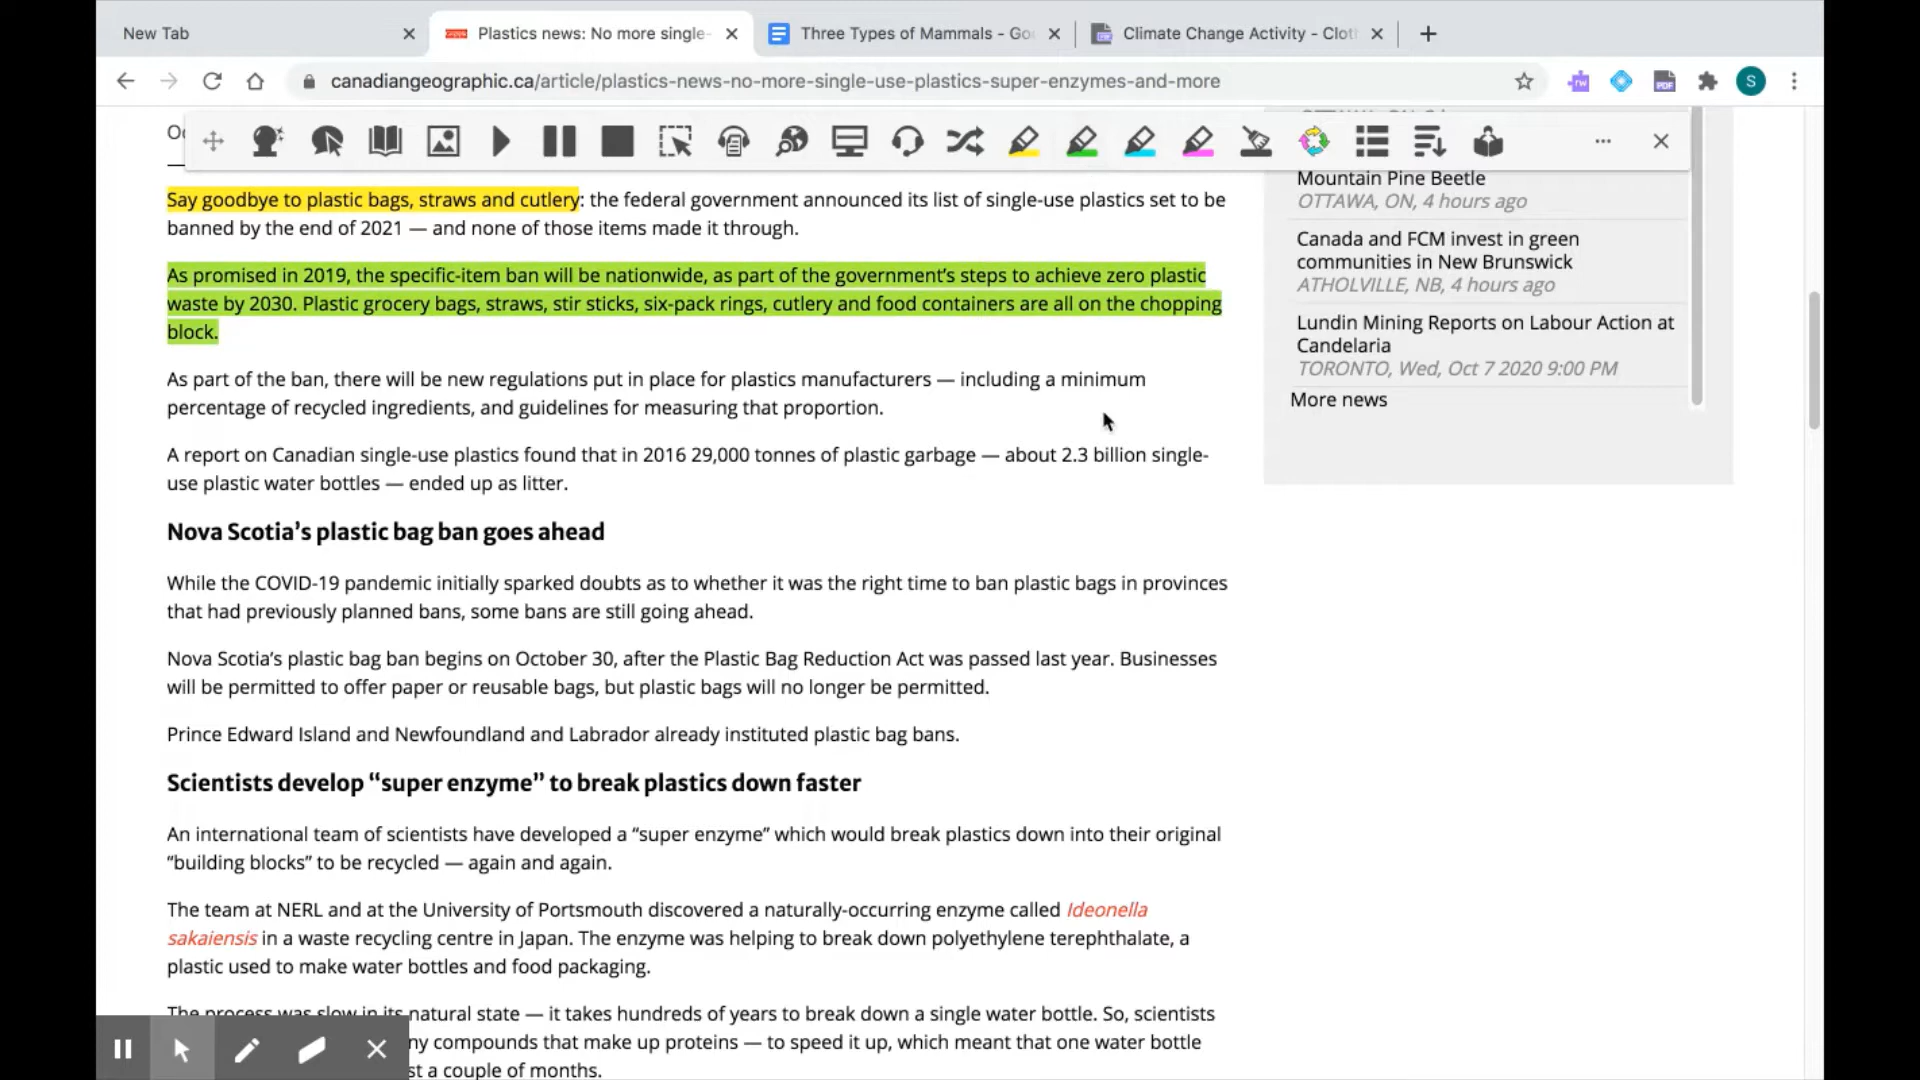 New Tab
Plastics news: No more single-
Three Types of Mammals - Go
Climate Change Activity - Clot
canadiangeographic.ca/article/plastics-news-no-more-single-use-plastics-super-enzymes-and-more
S
Say goodbye to plastic bags, straws and cutlery: the federal government announced its list of single-use plastics set to be
banned by the end of 2021 — and none of those items made it through.
As promised in 2019, the specific-item ban will be nationwide, as part of the government's steps to achieve zero plastic
waste by 2030. Plastic grocery bags, straws, stir sticks, six-pack rings, cutlery and food containers are all on the chopping
block.
As part of the ban, there will be new regulations put in place for plastics manufacturers — including a minimum
percentage of recycled ingredients, and guidelines for measuring that proportion.
A report on Canadian single-use plastics found that in 2016 29,000 tonnes of plastic garbage — about 2.3 billion single-
use plastic water bottles — ended up as litter.
Nova Scotia's plastic bag ban goes ahead
While the COVID-19 pandemic initially sparked doubts as to whether it was the right time to ban plastic bags in provinces
that had previously planned bans, some bans are still going ahead.
Nova Scotia's plastic bag ban begins on October 30, after the Plastic Bag Reduction Act was passed last year. Businesses
will be permitted to offer paper or reusable bags, but plastic bags will no longer be permitted.
Prince Edward Island and Newfoundland and Labrador already instituted plastic bag bans.
Scientists develop “super enzyme” to break plastics down faster
An international team of scientists have developed a “super enzyme” which would break plastics down into their original
“building blocks” to be recycled — again and again.
The team at NERL and at the University of Portsmouth discovered a naturally-occurring enzyme called Ideonella
sakaiensis in a waste recycling centre in Japan. The enzyme was helping to break down polyethylene terephthalate, a
plastic used to make water bottles and food packaging.
The process was slow in its natural state — it takes hundreds of years to break down a single water bottle. So, scientists
compounds that make up proteins — to speed it up, which meant that one water bottle
a couple of months.
Mountain Pine Beetle
OTTAWA, ON, 4 hours ago
Canada and FCM invest in green
communities in New Brunswick
ATHOLVILLE, NB, 4 hours ago
Lundin Mining Reports on Labour Action at
Candelaria
TORONTO, Wed, Oct 7 2020 9:00 PM
More news